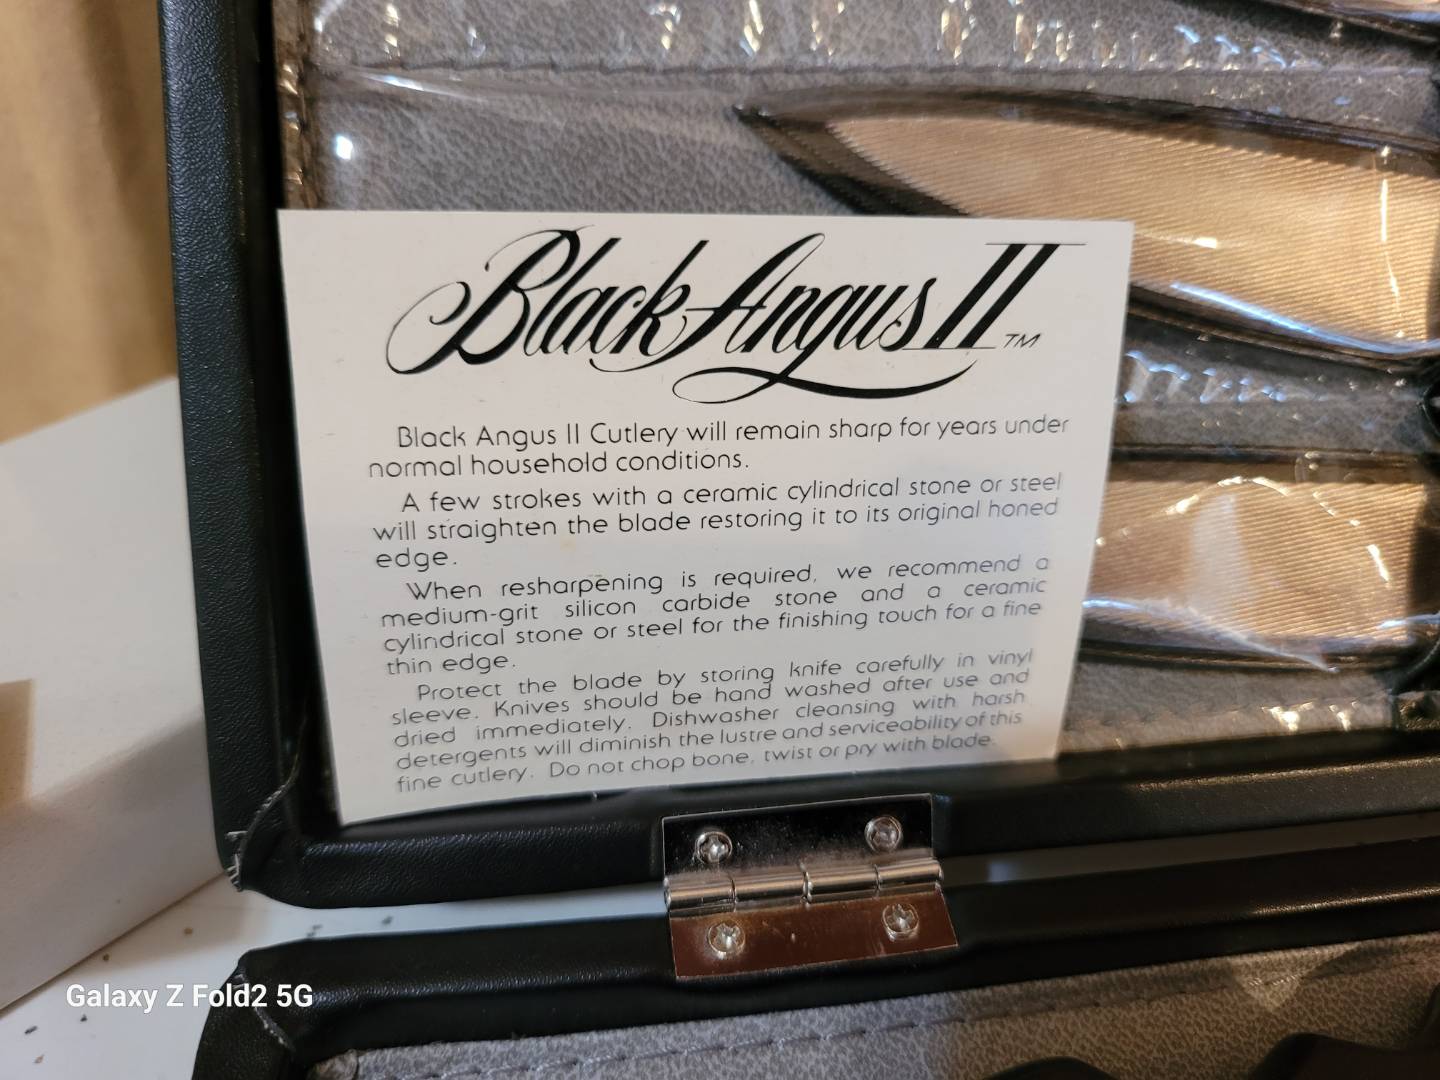 Black Angus II™
Black Angus II Cutlery will remain sharp for years under
normal household conditions.
A few strokes with a ceramic cylindrical stone or steel
will straighten the blade restoring it to its original honed
edge.
When resharpening is required, we recommend a
medium-grit silicon carbide stone and a ceramic
cylindrical stone or steel for the finishing touch for a fine
thin edge.
Protect the blade by storing knife carefully in vinyl
sleeve. Knives should be hand washed after use and
dried immediately. Dishwasher cleansing with harsh
detergents will diminish the lustre and serviceability of this
fine cutlery. Do not chop bone, twist or pry with blade.
Galaxy Z Fold2 5G